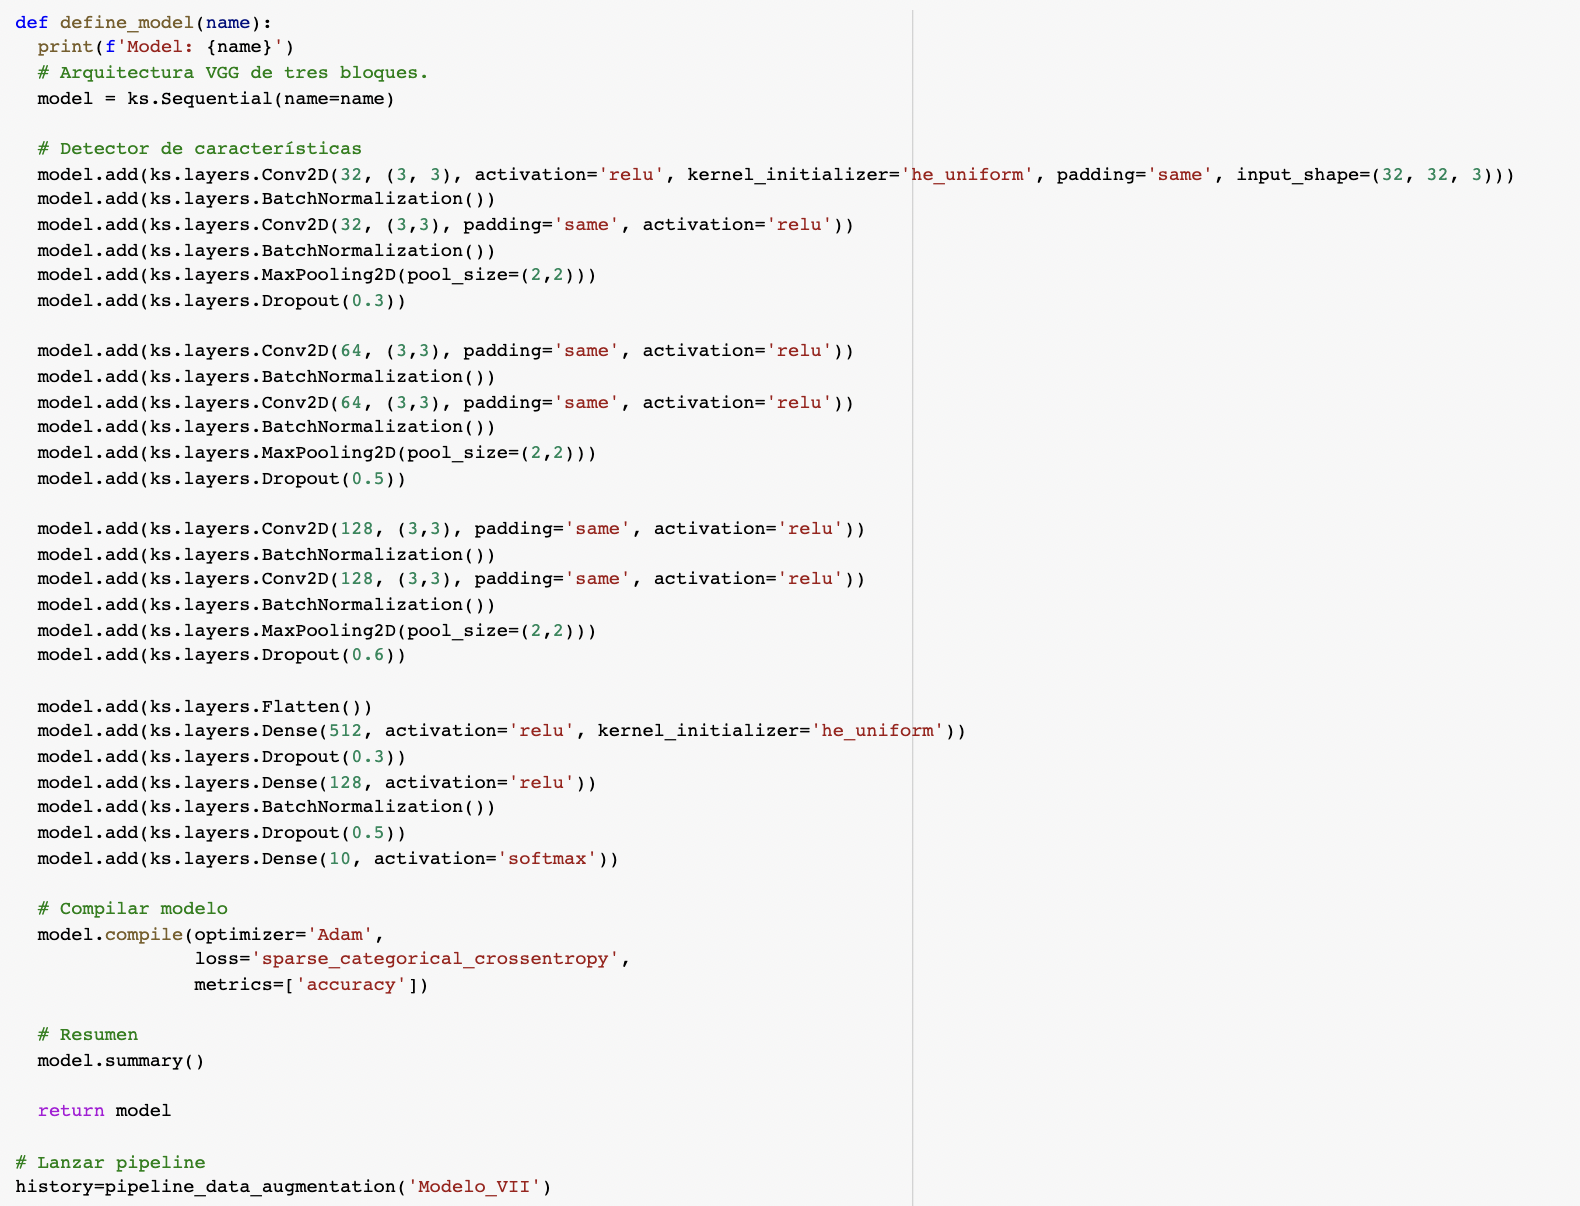 def define_model(name):
  print(f'Model: {name}')
  # Arquitectura VGG de tres bloques.
  model = ks.Sequential(name=name)

  # Detector de características
  model.add(ks.layers.Conv2D(32, (3, 3), activation='relu', kernel_initializer='he_uniform', padding='same', input_shape=(32, 32, 3)))
  model.add(ks.layers.BatchNormalization())
  model.add(ks.layers.Conv2D(32, (3,3), padding='same', activation='relu'))
  model.add(ks.layers.BatchNormalization())
  model.add(ks.layers.MaxPooling2D(pool_size=(2,2)))
  model.add(ks.layers.Dropout(0.3))

  model.add(ks.layers.Conv2D(64, (3,3), padding='same', activation='relu'))
  model.add(ks.layers.BatchNormalization())
  model.add(ks.layers.Conv2D(64, (3,3), padding='same', activation='relu'))
  model.add(ks.layers.BatchNormalization())
  model.add(ks.layers.MaxPooling2D(pool_size=(2,2)))
  model.add(ks.layers.Dropout(0.5))

  model.add(ks.layers.Conv2D(128, (3,3), padding='same', activation='relu'))
  model.add(ks.layers.BatchNormalization())
  model.add(ks.layers.Conv2D(128, (3,3), padding='same', activation='relu'))
  model.add(ks.layers.BatchNormalization())
  model.add(ks.layers.MaxPooling2D(pool_size=(2,2)))
  model.add(ks.layers.Dropout(0.6))

  model.add(ks.layers.Flatten())
  model.add(ks.layers.Dense(512, activation='relu', kernel_initializer='he_uniform'))
  model.add(ks.layers.Dropout(0.3))
  model.add(ks.layers.Dense(128, activation='relu'))
  model.add(ks.layers.BatchNormalization())
  model.add(ks.layers.Dropout(0.5))
  model.add(ks.layers.Dense(10, activation='softmax'))

  # Compilar modelo
  model.compile(optimizer='Adam',
                loss='sparse_categorical_crossentropy',
                metrics=['accuracy'])

  # Resumen
  model.summary()

  return model

# Lanzar pipeline
history=pipeline_data_augmentation('Modelo_VII')